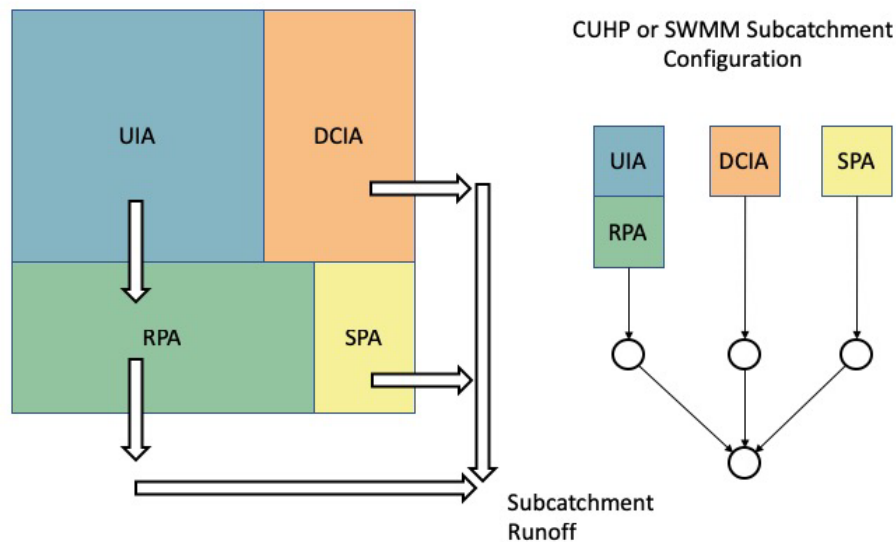 CUHP or SWMM Subcatchment
Configuration
UIA
DCIA
RPA
SPA
Subcatchment
Runoff
UIA
DCIA
SPA
RPA